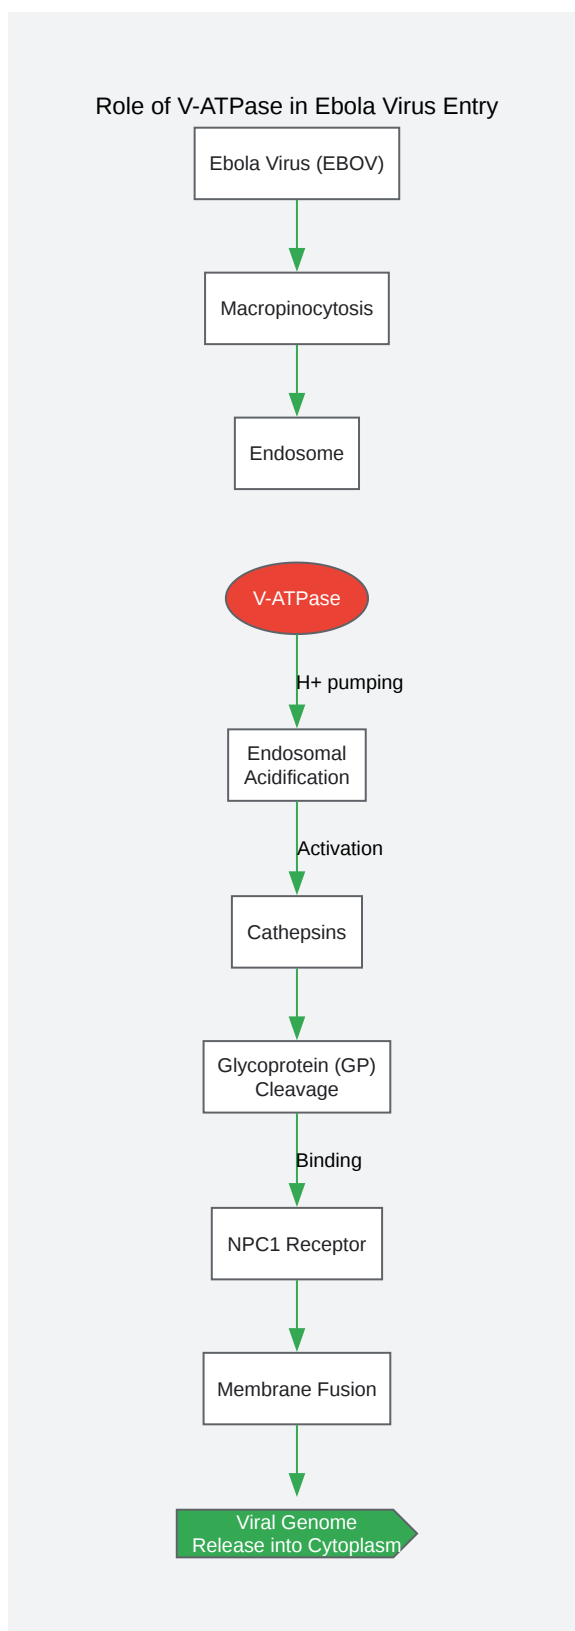 Role of V-ATPase in Ebola Virus Entry
Ebola Virus (EBOV)
Macropinocytosis
Endosome
V-ATPase
H+ pumping
Endosomal
Acidification
Activation
Cathepsins
Glycoprotein (GP)
Cleavage
Binding
NPC1 Receptor
Membrane Fusion
Viral Genome
Release into Cytoplasm